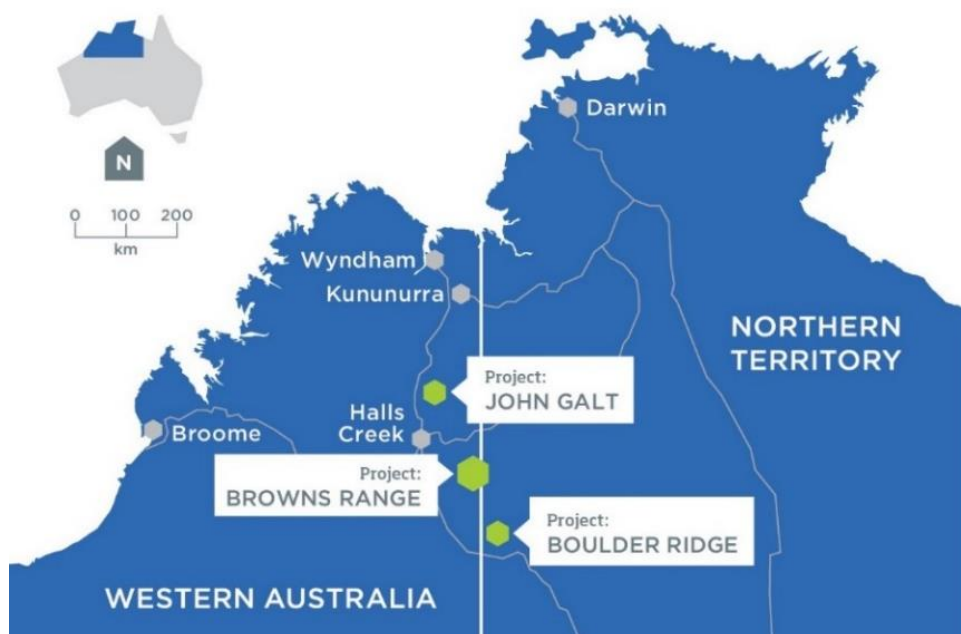 N
0 100 200
km
Darwin
Wyndham
Kununurra
NORTHERN
TERRITORY
Project:
JOHN GALT
Halls
Creek
Broome
Project:
BROWNS RANGE
Project:
BOULDER RIDGE
WESTERN AUSTRALIA